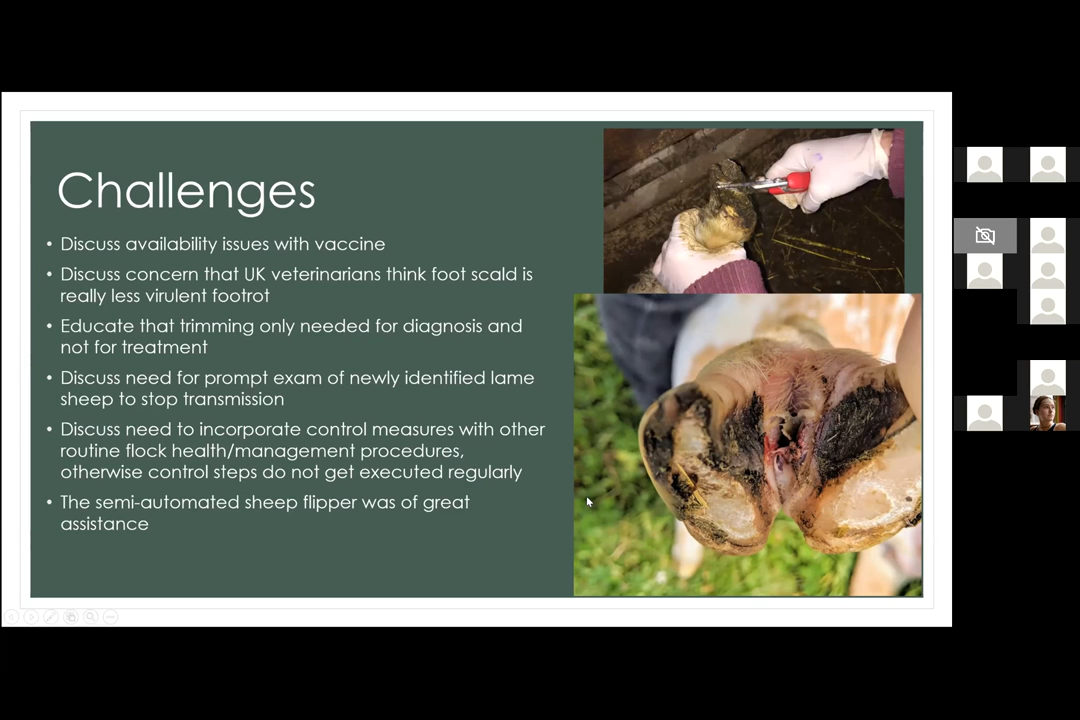 Challenges
• Discuss availability issues with vaccine
• Discuss concern that UK veterinarians think foot scald is
really less virulent footrot
• Educate that trimming only needed for diagnosis and
not for treatment
• Discuss need for prompt exam of newly identified lame
sheep to stop transmission
• Discuss need to incorporate control measures with other
routine flock health/management procedures,
otherwise control steps do not get executed regularly
• The semi-automated sheep flipper was of great
assistance